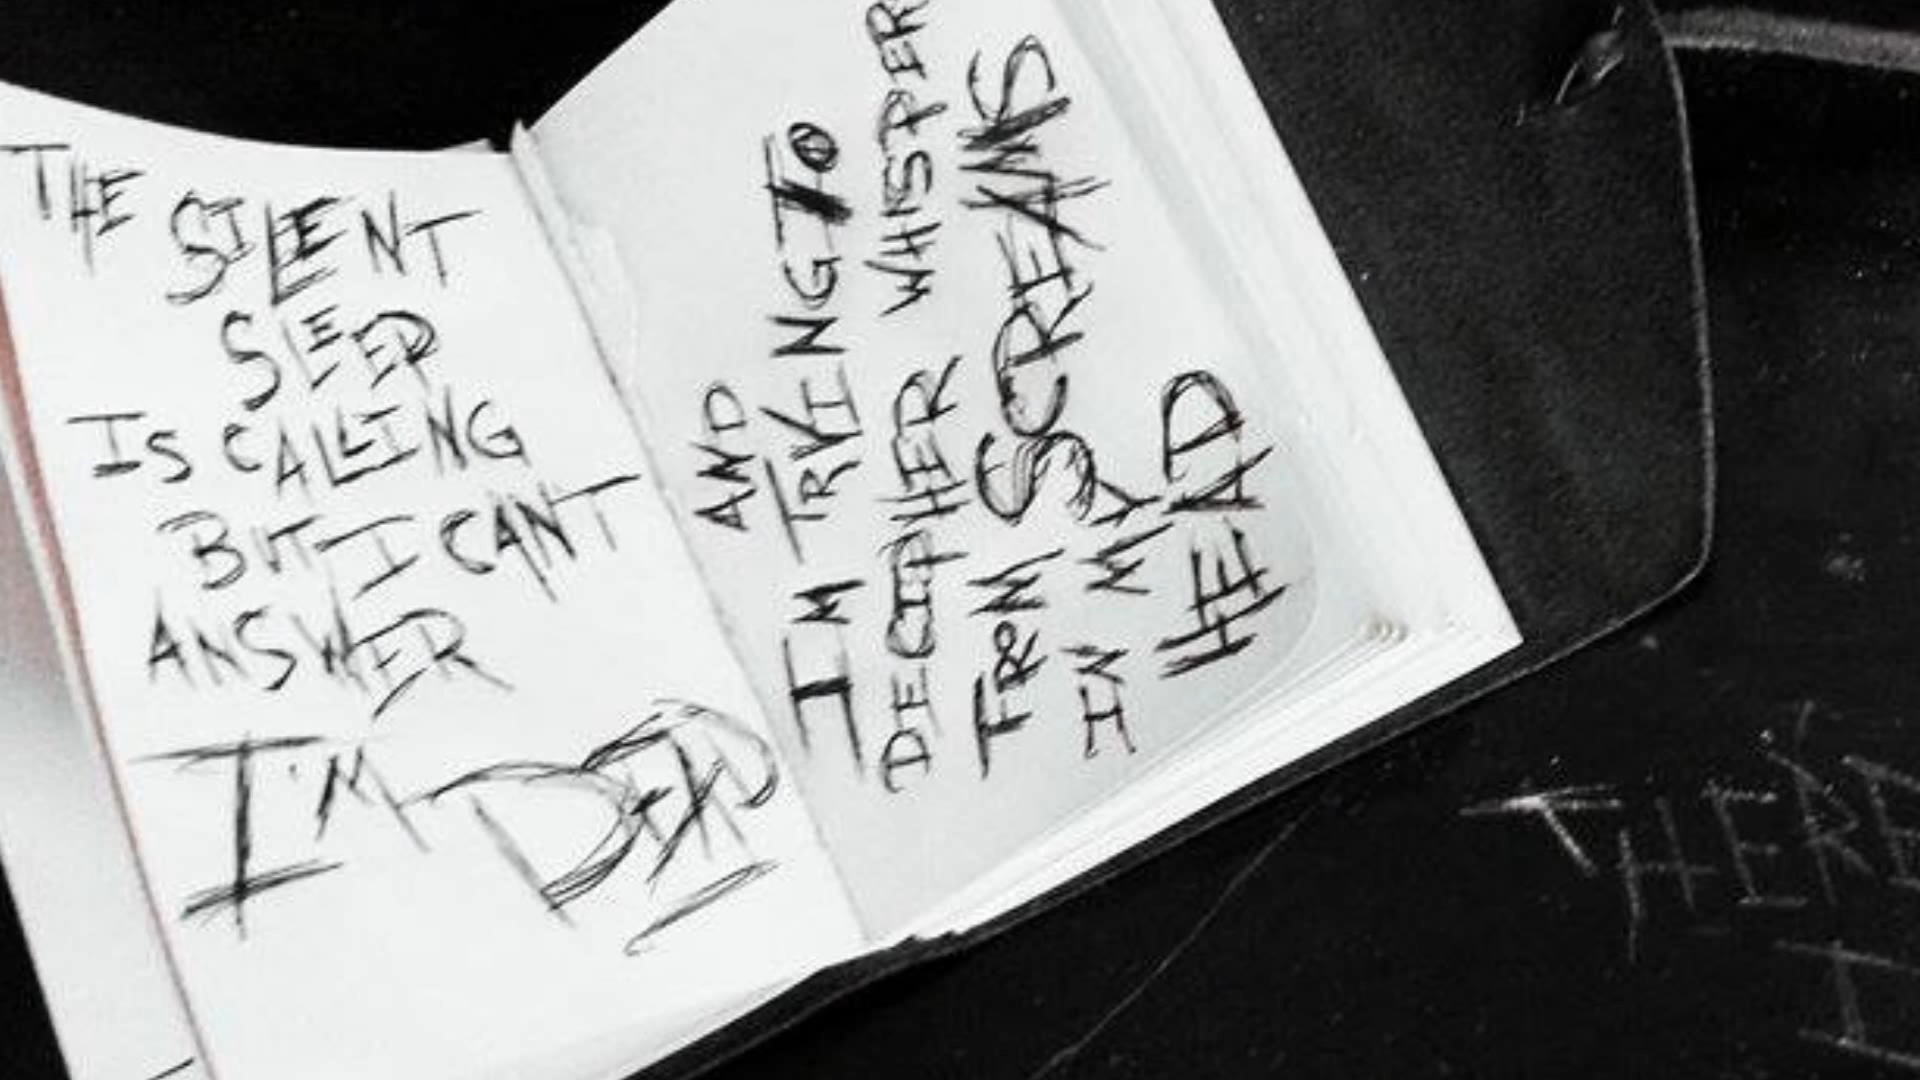 THE
SILENT
SLEEP
IS CALLING
BUT I CANT
ANSWER
I'M DEAD
AND
I'M TRYING TO
DECIPHER WHISPER
FRM SCREAMS
IN MY
HEAD
THERE
I